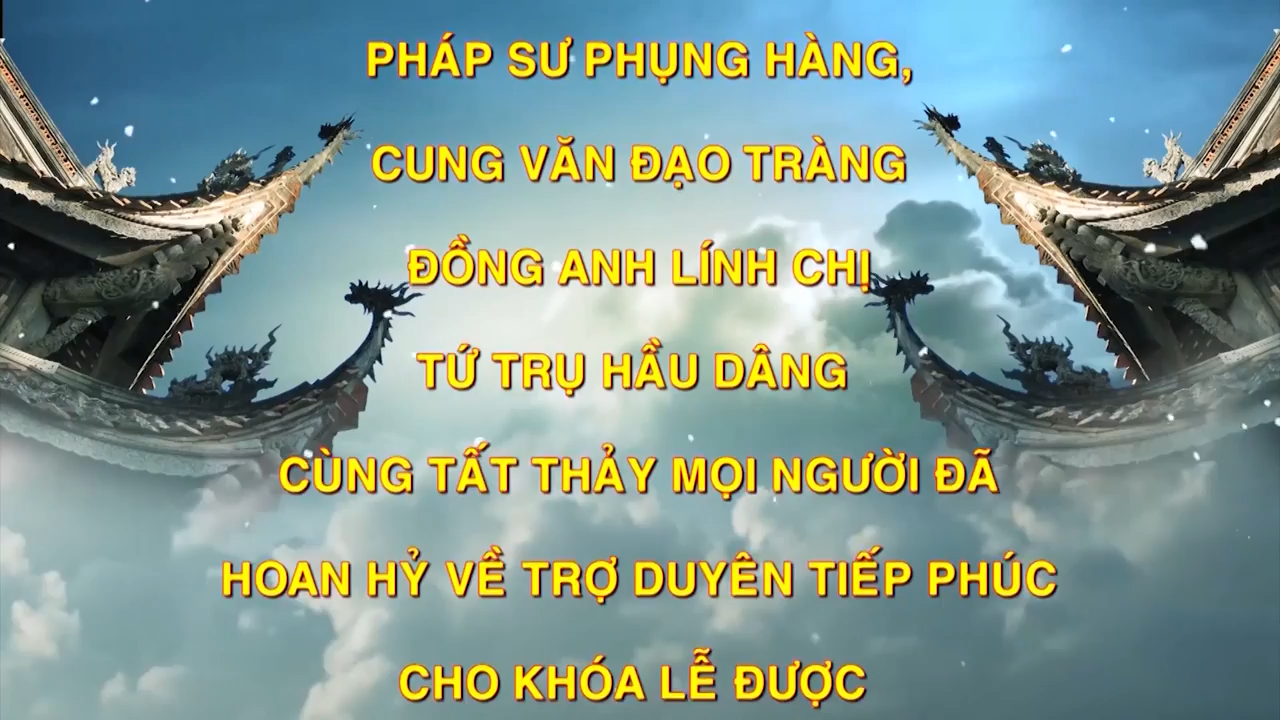 PHÁP SƯ PHỤNG HÀNG,
CUNG VĂN ĐẠO TRÀNG
ĐỒNG ANH LÍNH CHỊ
TỨ TRỤ HẦU DÂNG
CÙNG TẤT THẢY MỌI NGƯỜI ĐÃ
HOAN HỶ VỀ TRỢ DUYÊN TIẾP PHÚC
CHO KHÓA LỄ ĐƯỢC